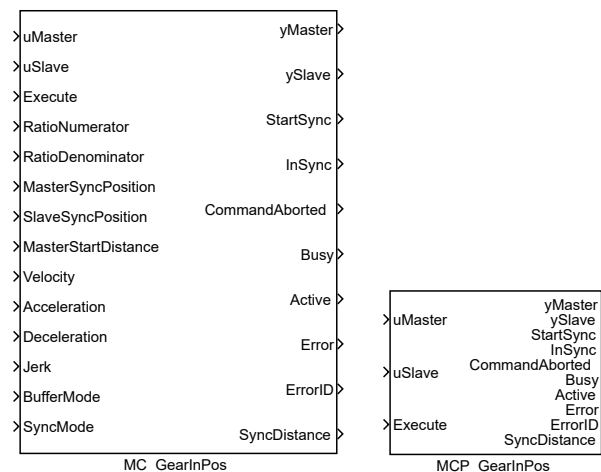 uMaster
uSlave
Execute
RatioNumerator
RatioDenominator
MasterSyncPosition
SlaveSyncPosition
MasterStartDistance
Velocity
Acceleration
Deceleration
Jerk
BufferMode
SyncMode
yMaster
ySlave
StartSync
InSync
CommandAborted
Busy
Active
Error
ErrorID
SyncDistance
MC_GearInPos
uMaster
uSlave
Execute
yMaster
ySlave
StartSync
InSync
CommandAborted
Busy
Active
Error
ErrorID
SyncDistance
MCP_GearInPos